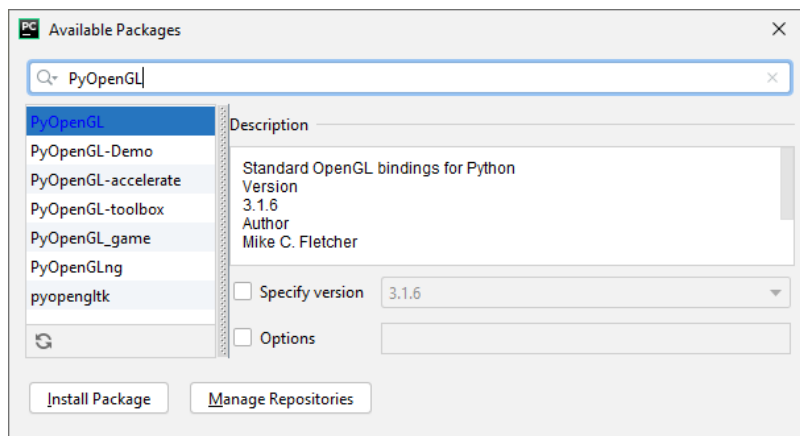 PC Available Packages
PyOpenGL
PyOpenGL
PyOpenGL-Demo
PyOpenGL-accelerate
PyOpenGL-toolbox
PyOpenGL_game
PyOpenGLng
pyopengltk
Description
Standard OpenGL bindings for Python
Version
3.1.6
Author
Mike C. Fletcher
Specify version 3.1.6
Options
Install Package Manage Repositories